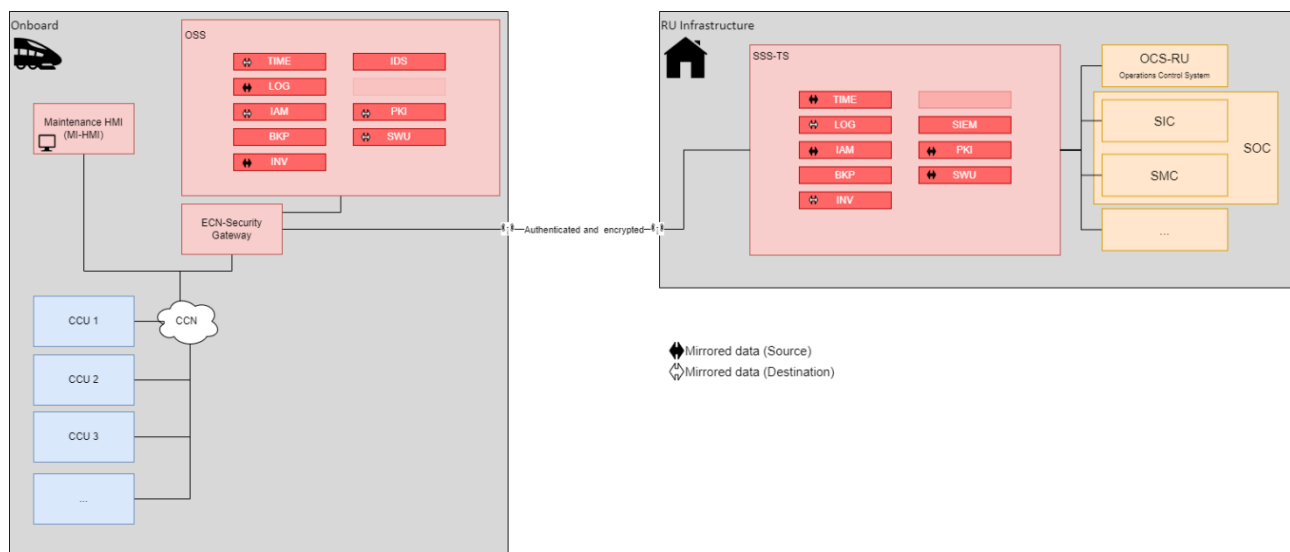 Onboard
OSS
TIME
IDS
LOG
IAM
PKI
BKP
SWU
INV
Maintenance HMI
(MI-HMI)
ECN-Security
Gateway
CCN
CCU 1
CCU 2
CCU 3
...
Authenticated and encrypted
RU Infrastructure
SSS-TS
TIME
LOG
SIEM
IAM
PKI
BKP
SWU
INV
OCS-RU
Operations Control System
SIC
SOC
SMC
...
Mirrored data (Source)
Mirrored data (Destination)